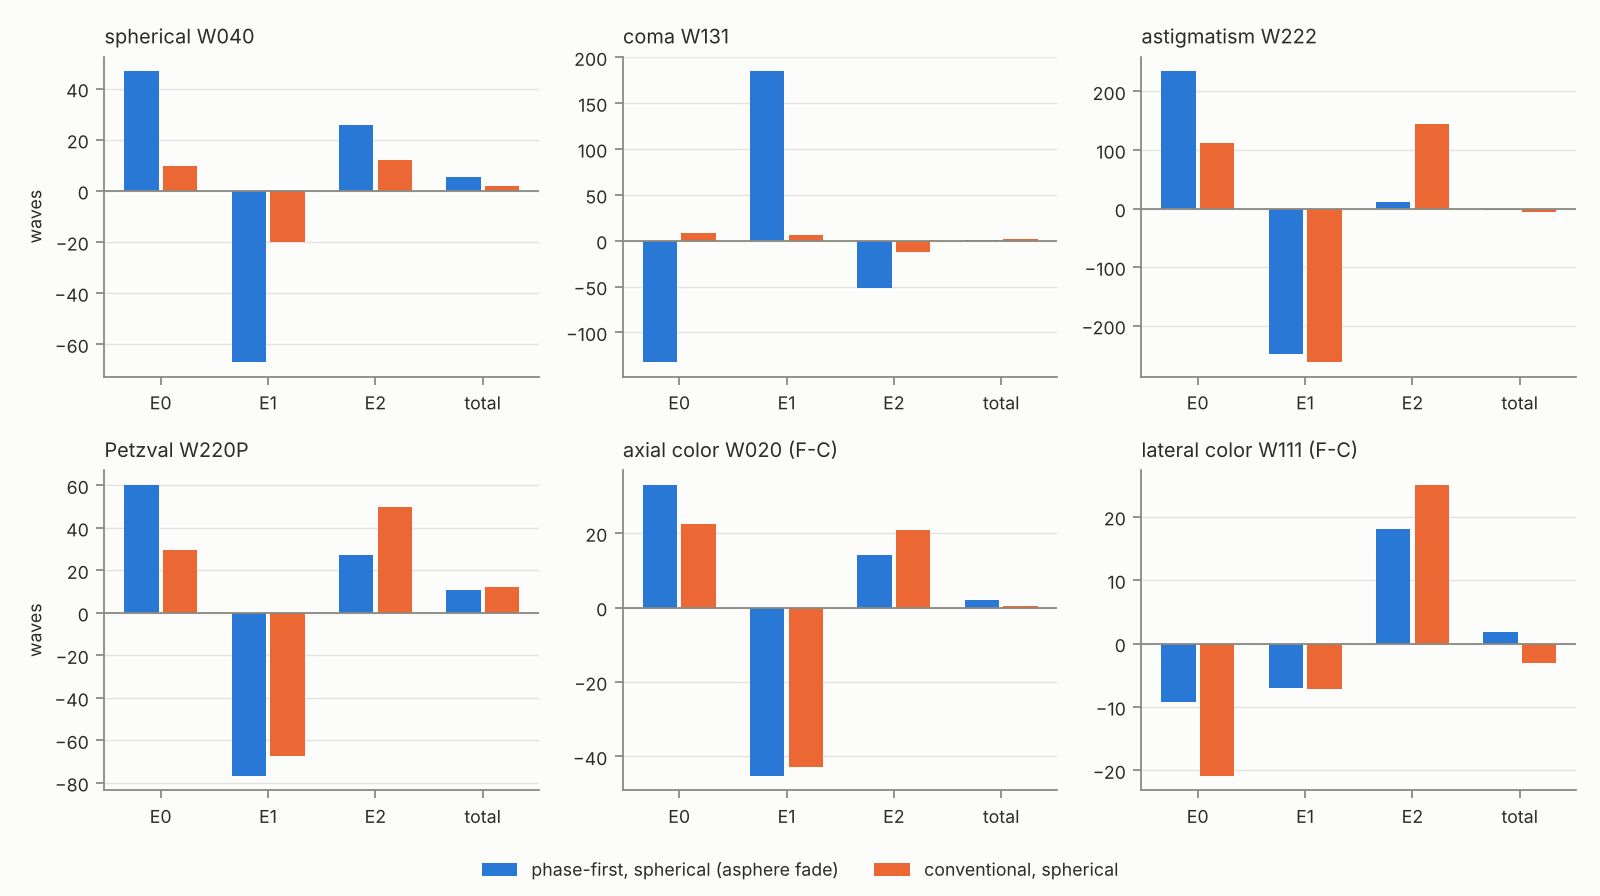 spherical W040
coma W131
astigmatism W222
waves
40
20
0
−20
−40
−60
E0 E1 E2 total
200
150
100
50
0
−50
−100
E0 E1 E2 total
200
100
0
−100
−200
E0 E1 E2 total
Petzval W220P
axial color W020 (F-C)
lateral color W111 (F-C)
waves
60
40
20
0
−20
−40
−60
−80
E0 E1 E2 total
20
0
−20
−40
E0 E1 E2 total
20
10
0
−10
−20
E0 E1 E2 total
phase-first, spherical (asphere fade)
conventional, spherical